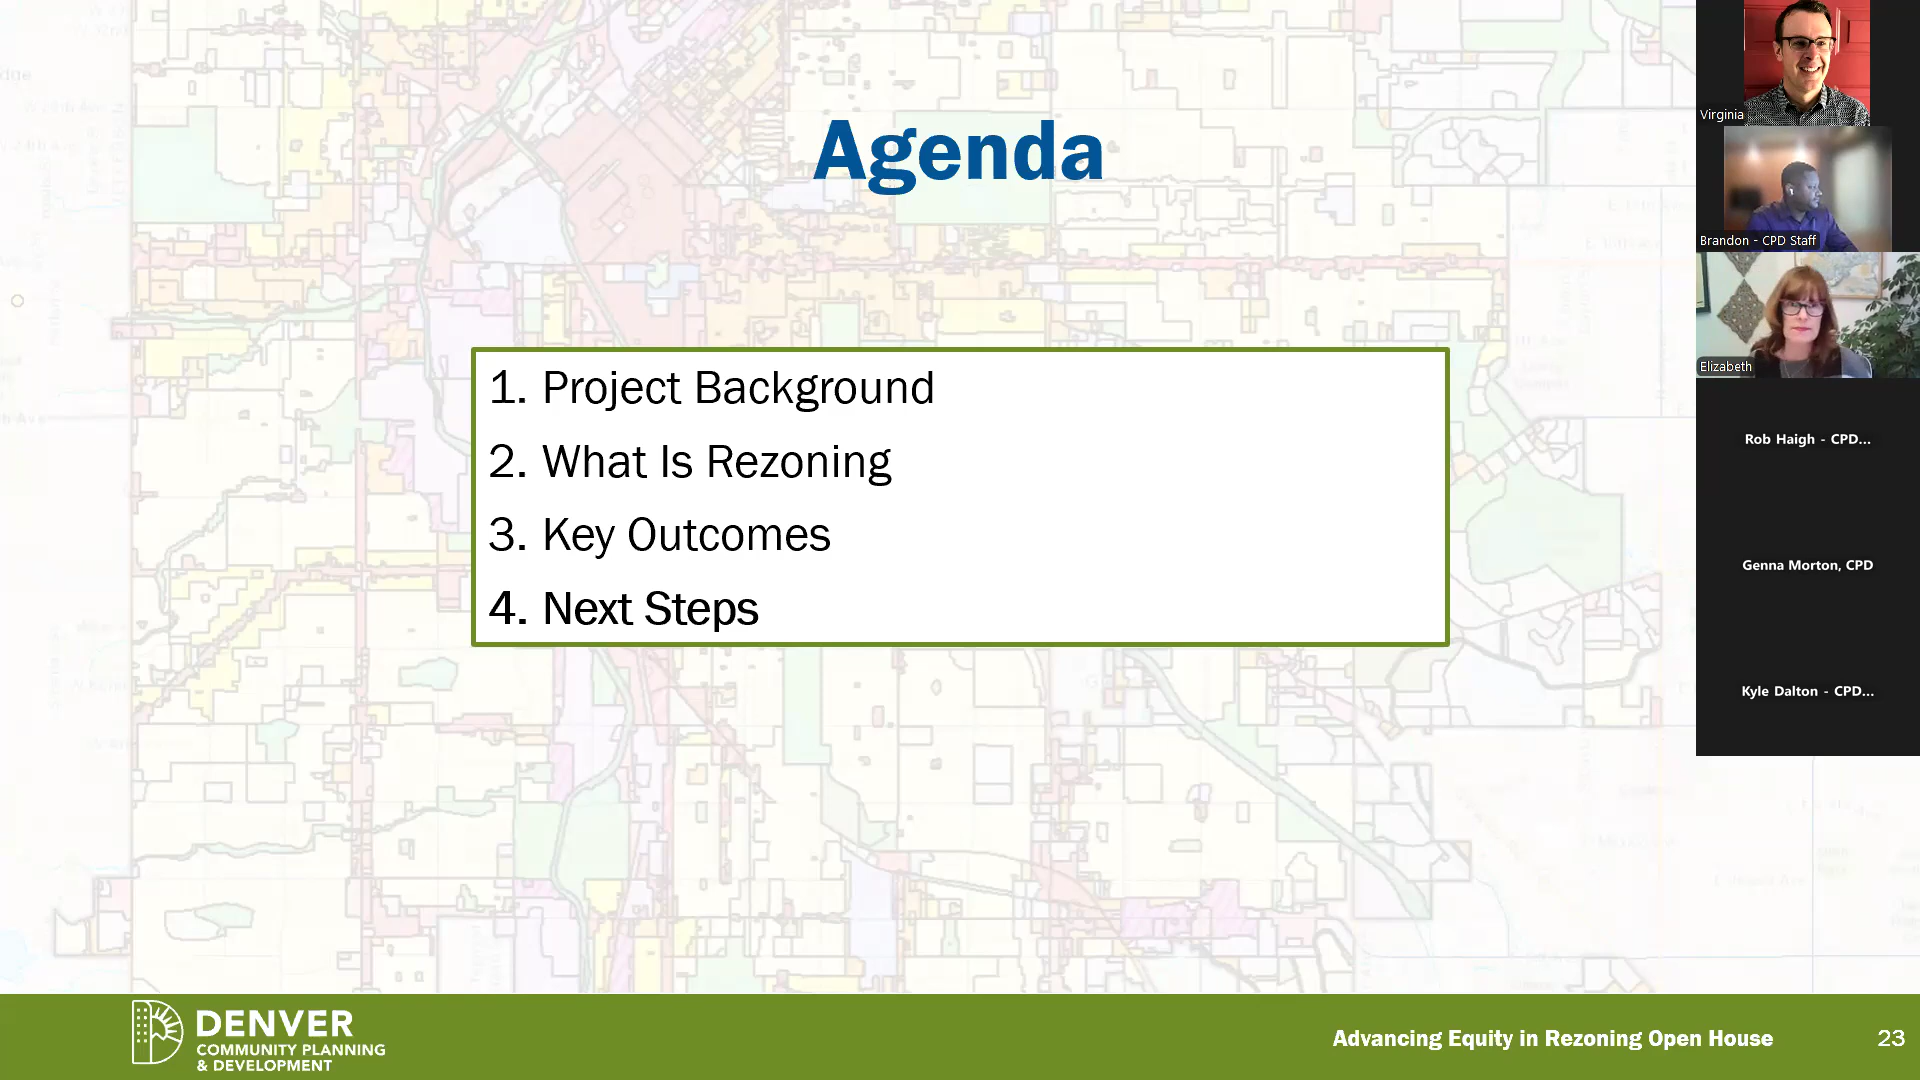 Agenda
1. Project Background
2. What Is Rezoning
3. Key Outcomes
4. Next Steps
Virginia
Brandon - CPD Staff
Elizabeth
Rob Haigh - CPD...
Genna Morton, CPD
Kyle Dalton - CPD...
DENVER
COMMUNITY PLANNING
& DEVELOPMENT
Advancing Equity in Rezoning Open House
23